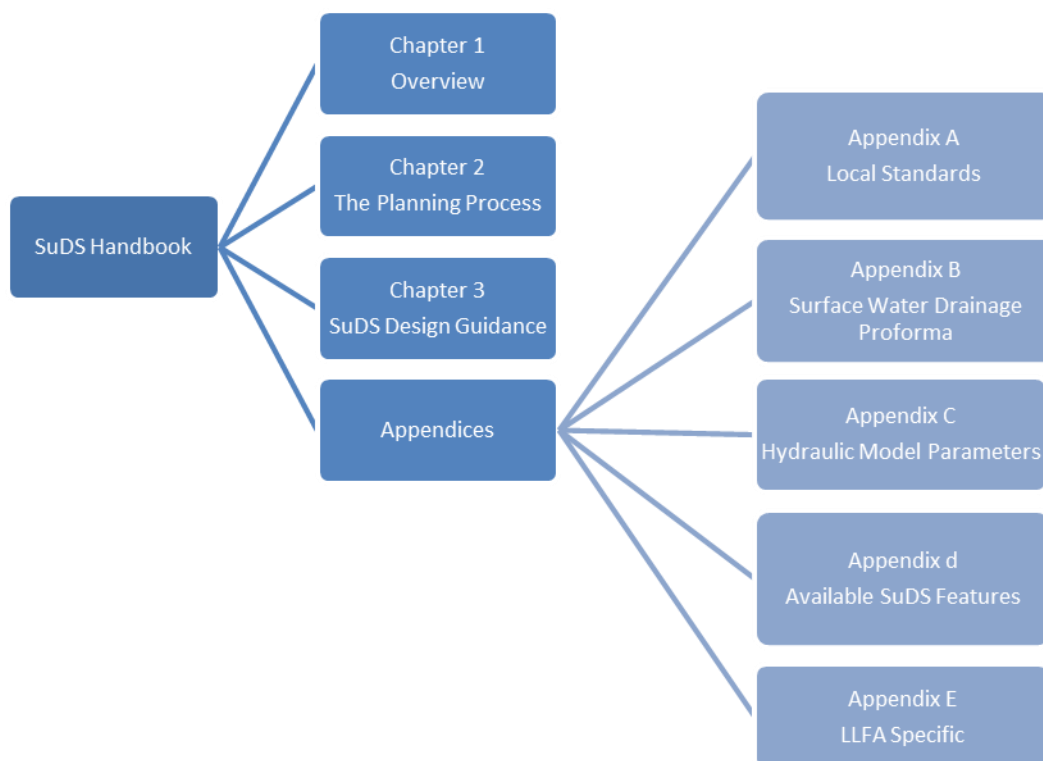 SuDS Handbook
Chapter 1
Overview
Chapter 2
The Planning Process
Chapter 3
SuDS Design Guidance
Appendices
Appendix A
Local Standards
Appendix B
Surface Water Drainage
Proforma
Appendix C
Hydraulic Model Parameters
Appendix d
Available SuDS Features
Appendix E
LLFA Specific